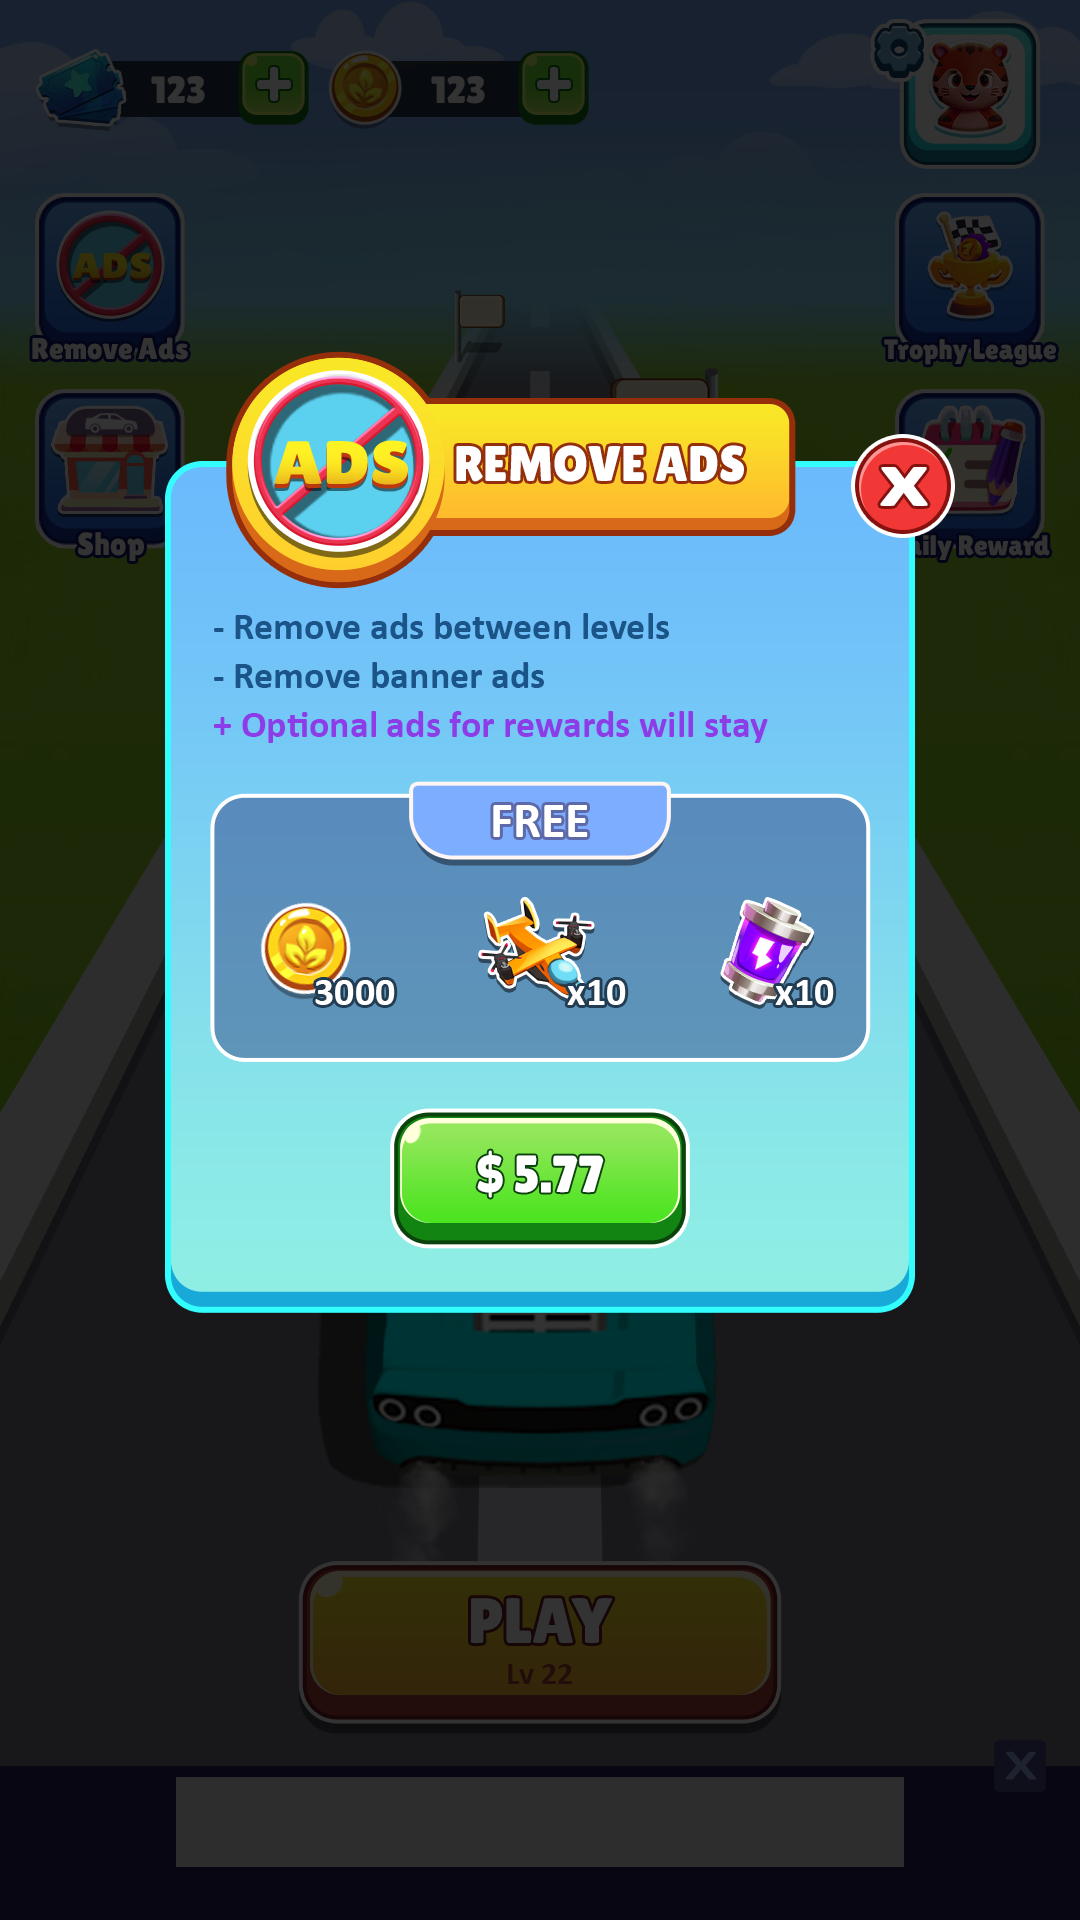 123
123
ADS
Remove Ads
Trophy League
Shop
aily Reward
ADS
REMOVE ADS
X
- Remove ads between levels
- Remove banner ads
+ Optional ads for rewards will stay
FREE
3000
x10
x10
$ 5.77
PLAY
Lv 22
X